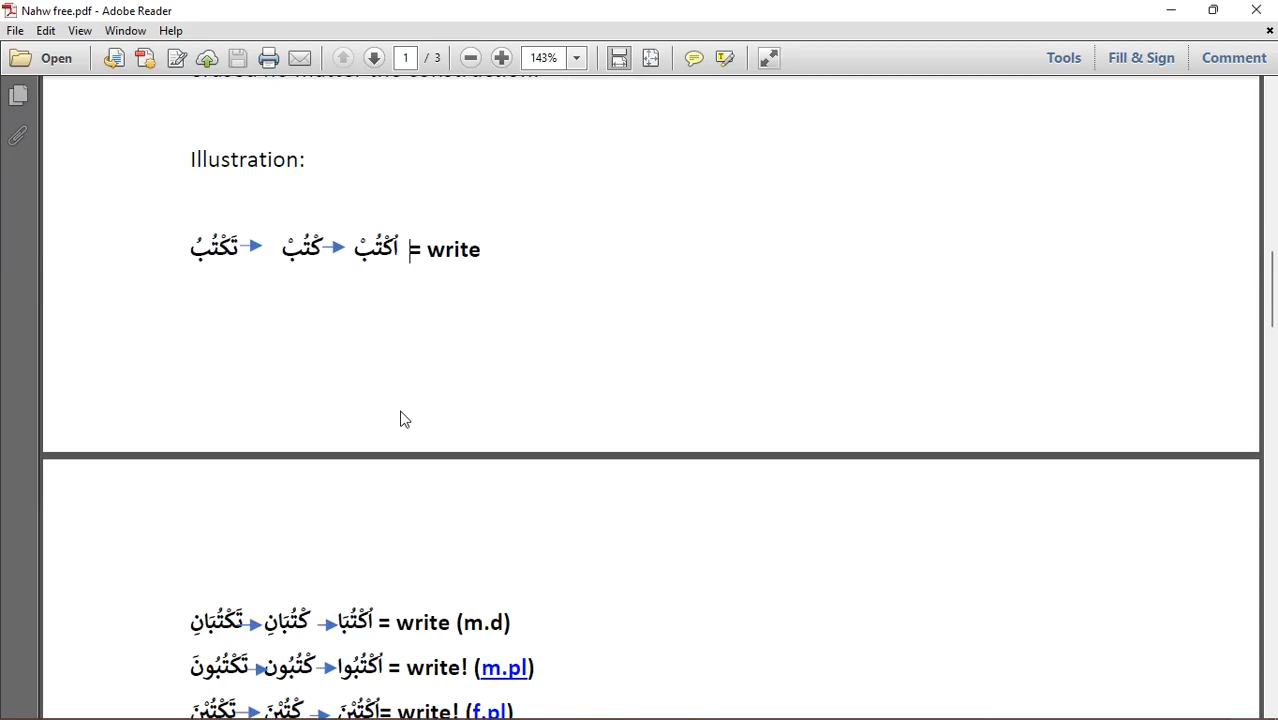 Nahw free.pdf - Adobe Reader
File Edit View Window Help
Open 1 / 3 143% Tools Fill & Sign Comment
Illustration:
تَكْتُبُ كْتُبْ اُكْتُبْ = write
تَكْتُبَانِ كْتُبَانِ اُكْتُبَا = write (m.d)
تَكْتُبُونَ كْتُبُون اُكْتُبُوا = write! (m.pl)
تَكْتُبْنَ كْتُبْنَ اُكْتُبْنَ = write! (f.pl)